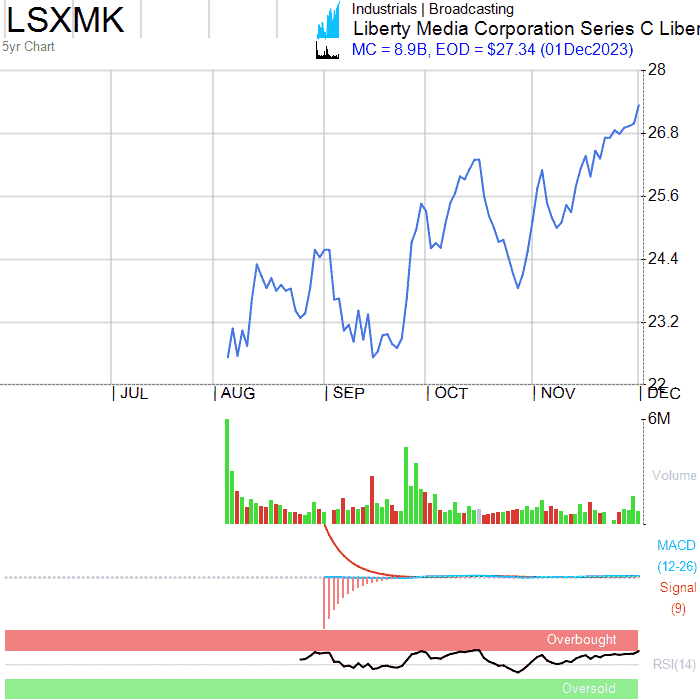 LSXMK
5yr Chart
Industrials | Broadcasting
Liberty Media Corporation Series C Liber
MC = 8.9B, EOD = $27.34 (01Dec2023)
28
26.8
25.6
24.4
23.2
22
| JUL | AUG | SEP | OCT | NOV | DEC
6M
Volume
MACD
(12-26)
Signal
(9)
Overbought
RSI(14)
Oversold